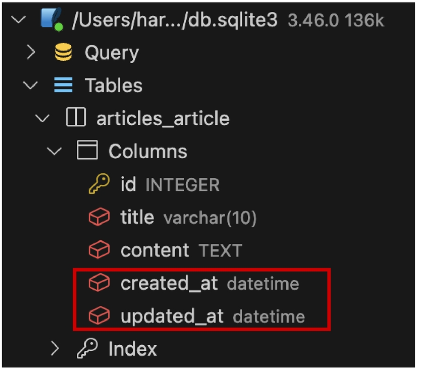 /Users/har.../db.sqlite3 3.46.0 136k
Query
Tables
articles_article
Columns
id INTEGER
title varchar(10)
content TEXT
created_at datetime
updated_at datetime
Index